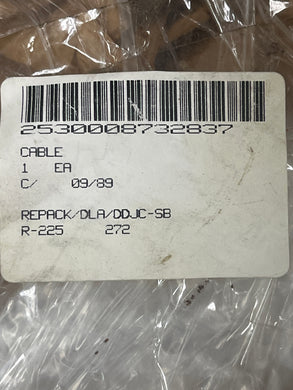 2530008732837
CABLE
1 EA
C/ 09/89
REPACK/DLA/DDJC-SB
R-225 272